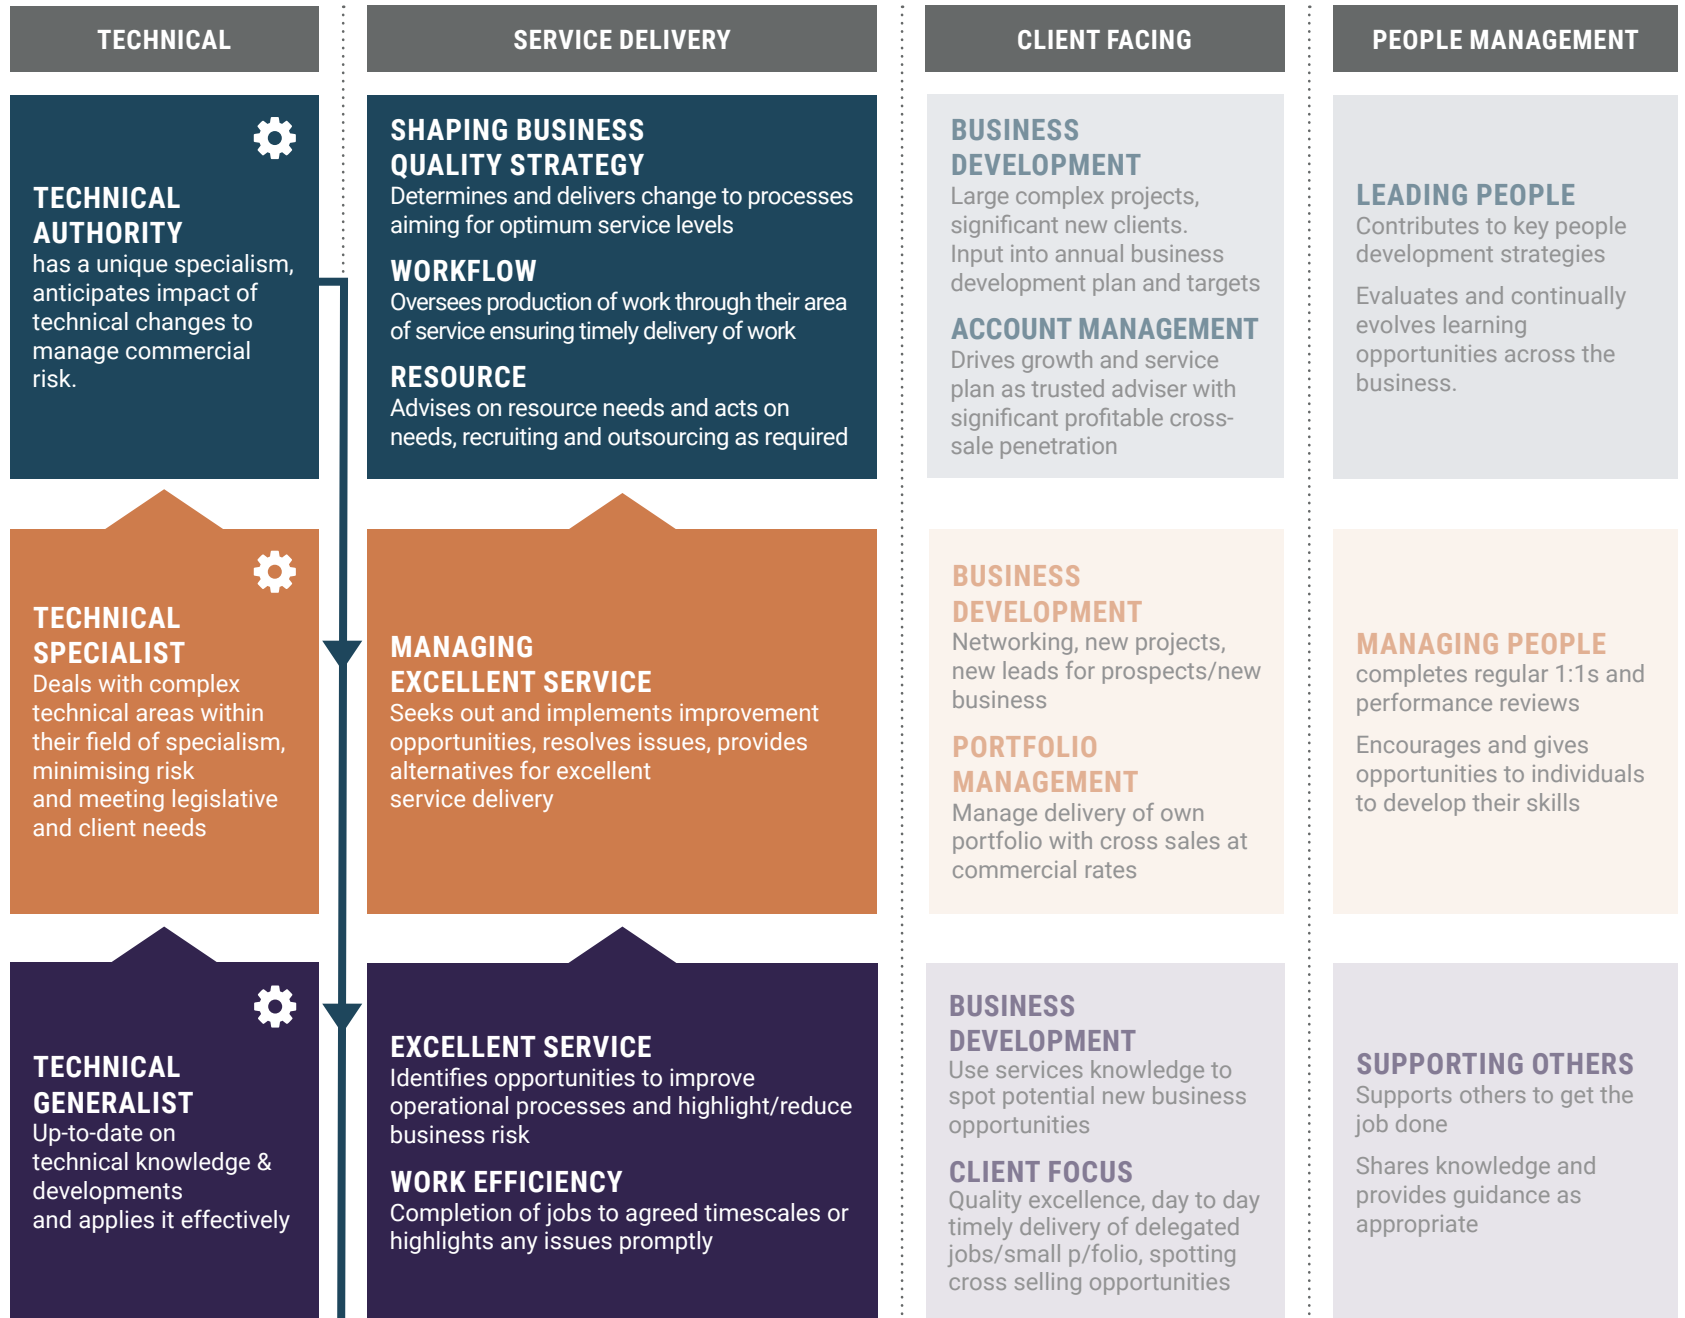 TECHNICAL
SERVICE DELIVERY
CLIENT FACING
PEOPLE MANAGEMENT
TECHNICAL
AUTHORITY
has a unique specialism,
anticipates impact of
technical changes to
manage commercial
risk.
SHAPING BUSINESS
QUALITY STRATEGY
Determines and delivers change to processes
aiming for optimum service levels
WORKFLOW
Oversees production of work through their area
of service ensuring timely delivery of work
RESOURCE
Advises on resource needs and acts on
needs, recruiting and outsourcing as required
BUSINESS
DEVELOPMENT
Large complex projects,
significant new clients.
Input into annual business
development plan and targets
ACCOUNT MANAGEMENT
Drives growth and service
plan as trusted adviser with
significant profitable cross-
sale penetration
LEADING PEOPLE
Contributes to key people
development strategies
Evaluates and continually
evolves learning
opportunities across the
business.
TECHNICAL
SPECIALIST
Deals with complex
technical areas within
their field of specialism,
minimising risk
and meeting legislative
and client needs
MANAGING
EXCELLENT SERVICE
Seeks out and implements improvement
opportunities, resolves issues, provides
alternatives for excellent
service delivery
BUSINESS
DEVELOPMENT
Networking, new projects,
new leads for prospects/new
business
PORTFOLIO
MANAGEMENT
Manage delivery of own
portfolio with cross sales at
commercial rates
MANAGING PEOPLE
completes regular 1:1s and
performance reviews
Encourages and gives
opportunities to individuals
to develop their skills
TECHNICAL
GENERALIST
Up-to-date on
technical knowledge &
developments
and applies it effectively
EXCELLENT SERVICE
Identifies opportunities to improve
operational processes and highlight/reduce
business risk
WORK EFFICIENCY
Completion of jobs to agreed timescales or
highlights any issues promptly
BUSINESS
DEVELOPMENT
Use services knowledge to
spot potential new business
opportunities
CLIENT FOCUS
Quality excellence, day to day
timely delivery of delegated
jobs/small p/folio, spotting
cross selling opportunities
SUPPORTING OTHERS
Supports others to get the
job done
Shares knowledge and
provides guidance as
appropriate